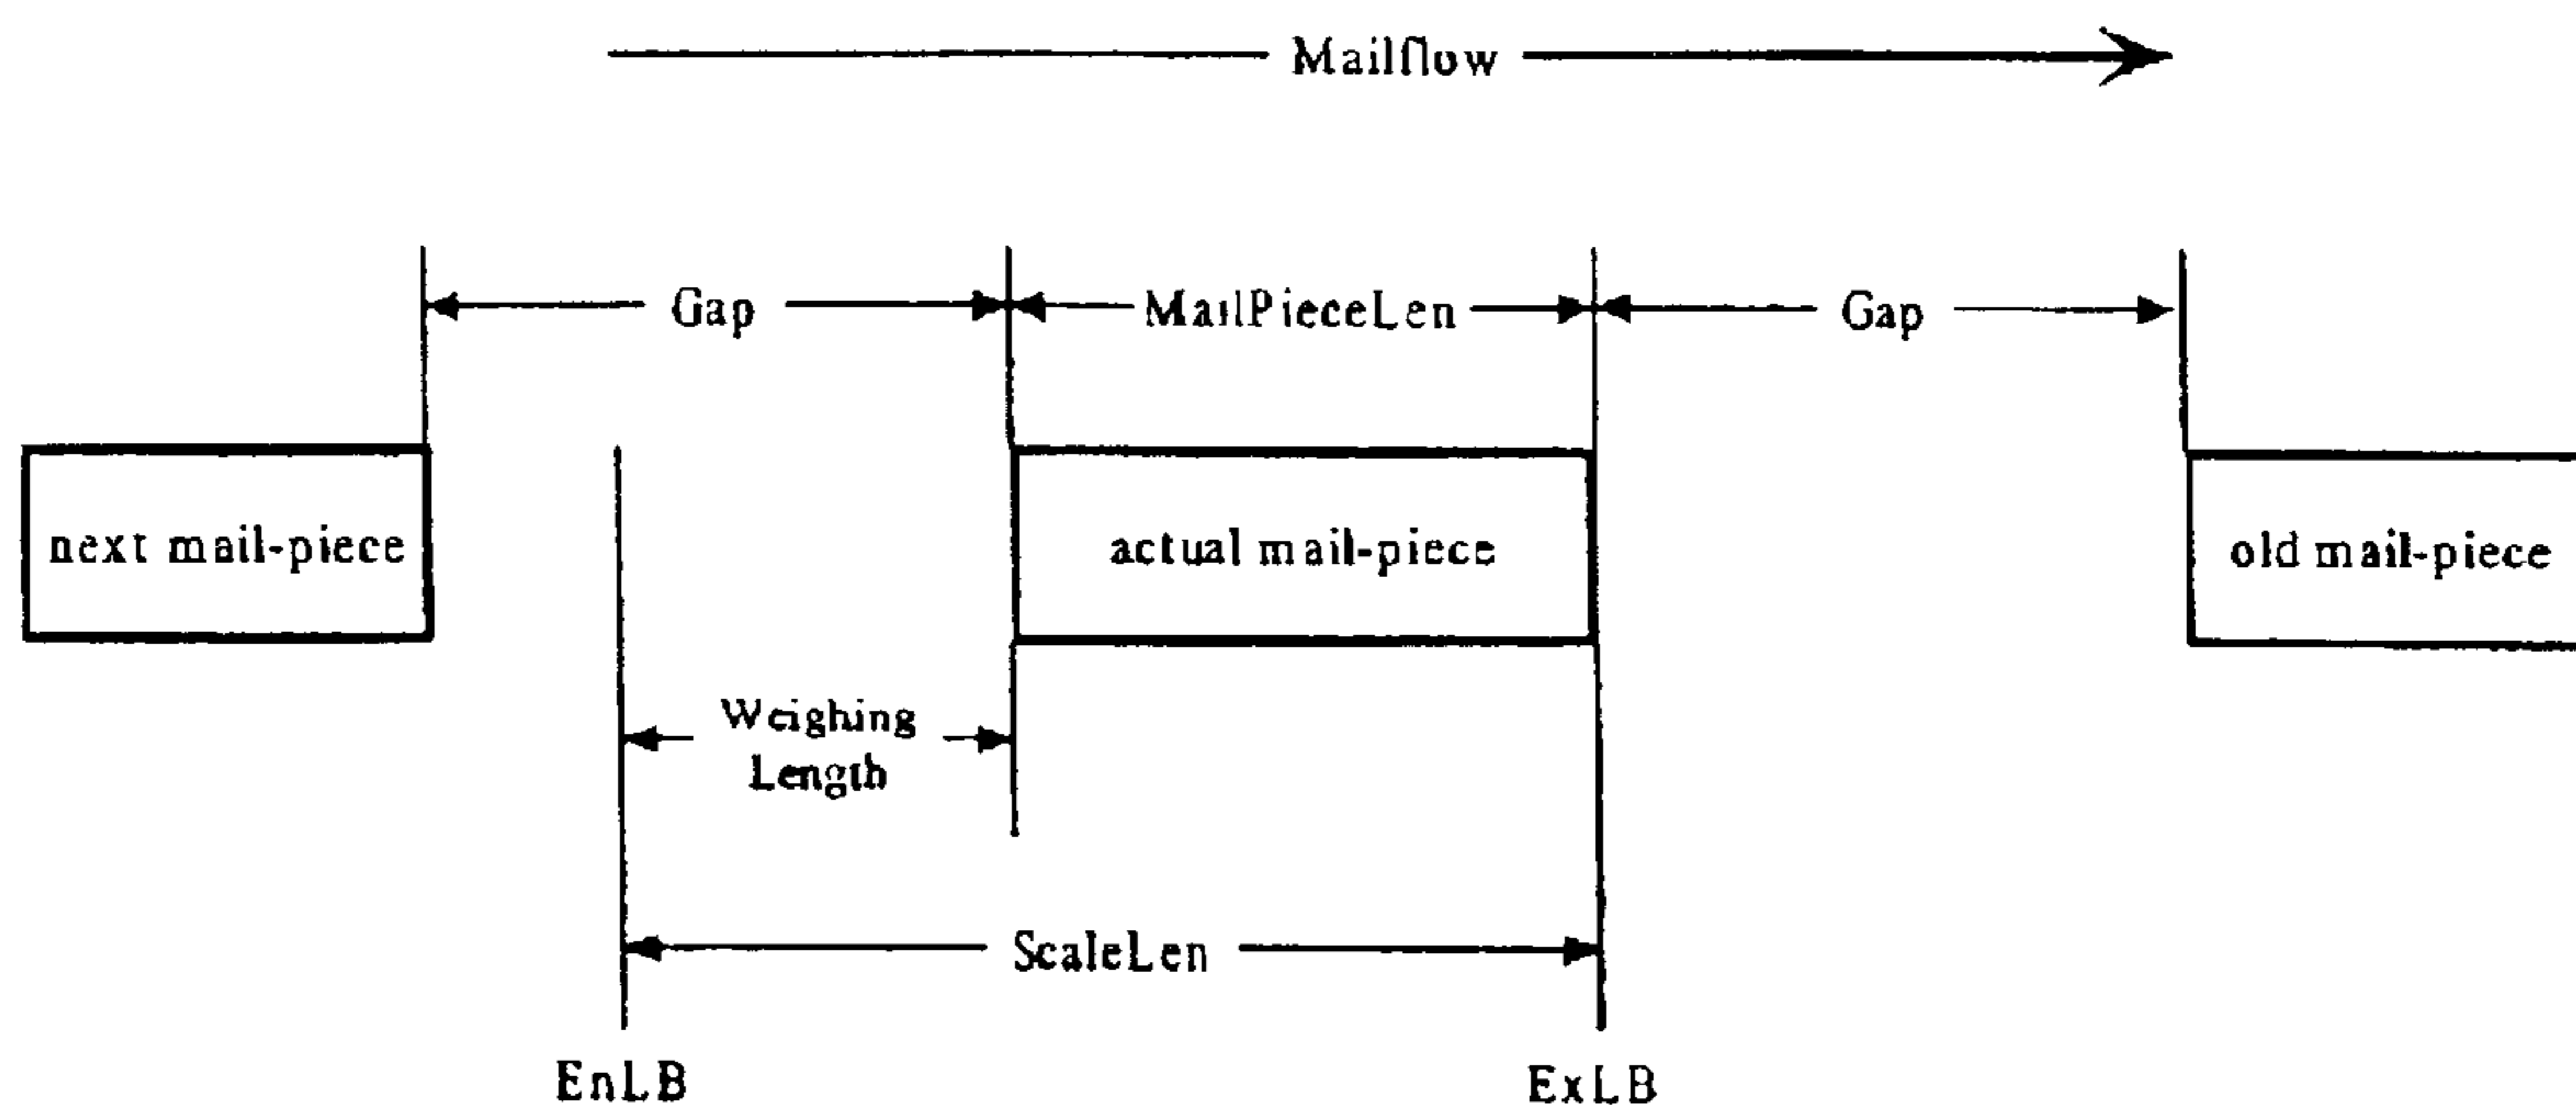 Mailflow
Gap
MailPieceLen
Gap
next mail-piece
actual mail-piece
old mail-piece
Weighing
Length
ScaleLen
EnLB
ExLB